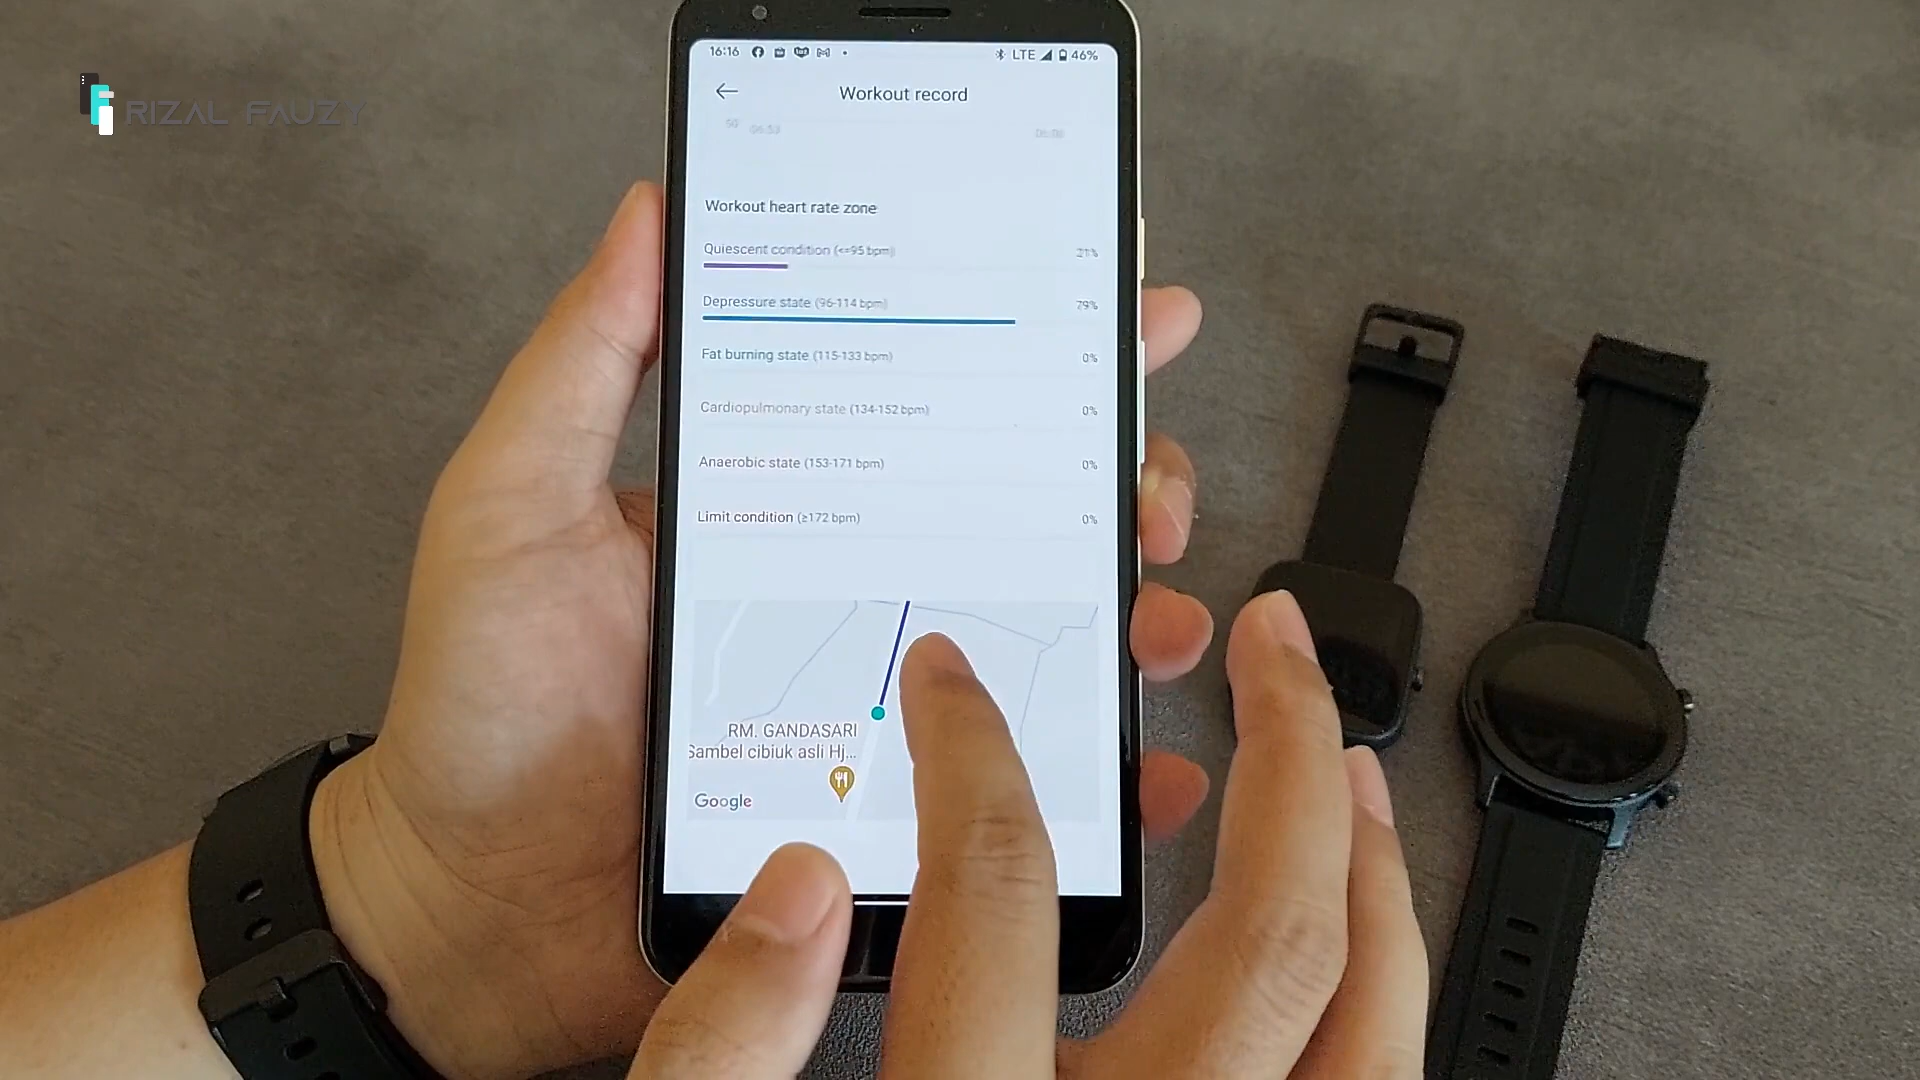 RIZAL FAUZY
16:16
LTE 46%
Workout record
06:53
Workout heart rate zone
Quiescent condition (<=95 bpm) 21%
Depressure state (96-114 bpm) 79%
Fat burning state (115-133 bpm) 0%
Cardiopulmonary state (134-152 bpm) 0%
Anaerobic state (153-171 bpm) 0%
Limit condition (≥172 bpm) 0%
RM. GANDASARI
Sambel cibiuk asli Hj...
Google